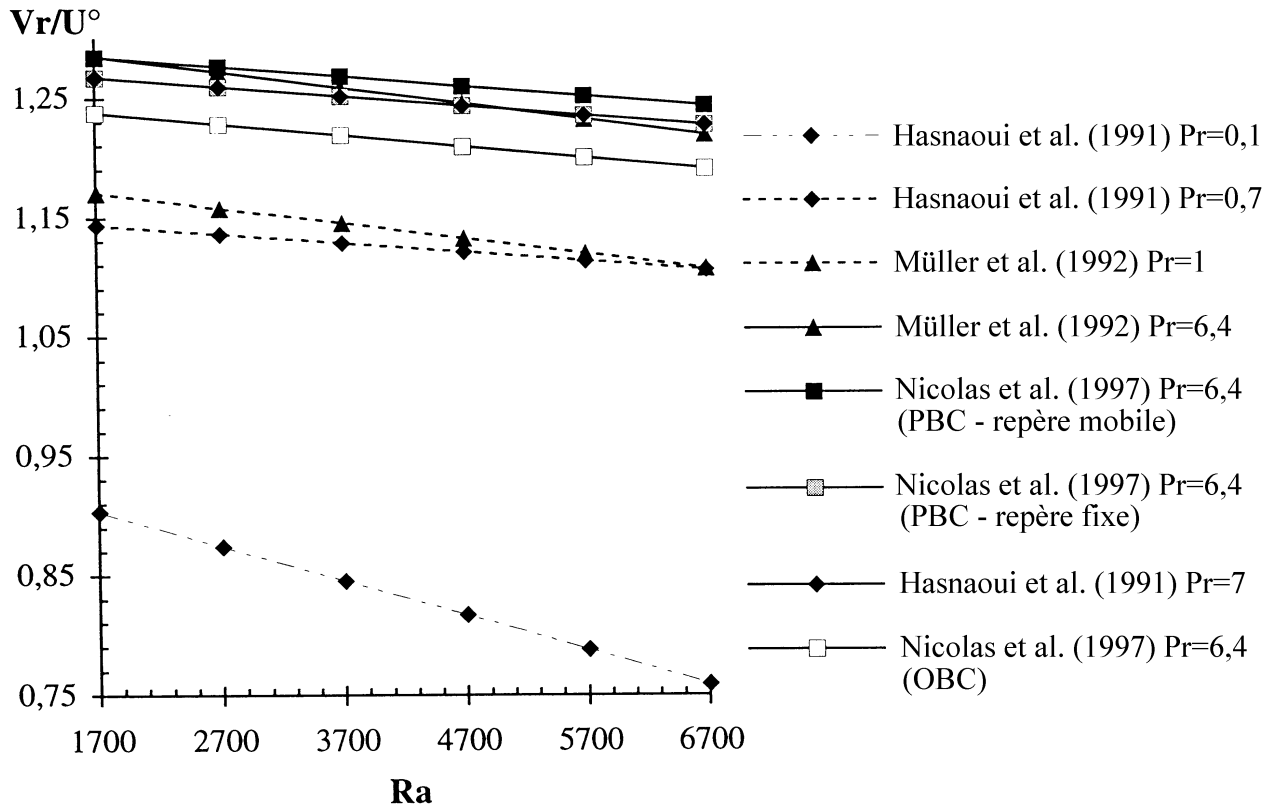 Vr/U°
1,25
1,15
1,05
0,95
0,85
0,75
1700 2700 3700 4700 5700 6700
Ra
Hasnaoui et al. (1991) Pr=0,1
Hasnaoui et al. (1991) Pr=0,7
Müller et al. (1992) Pr=1
Müller et al. (1992) Pr=6,4
Nicolas et al. (1997) Pr=6,4
(PBC - repère mobile)
Nicolas et al. (1997) Pr=6,4
(PBC - repère fixe)
Hasnaoui et al. (1991) Pr=7
Nicolas et al. (1997) Pr=6,4
(OBC)